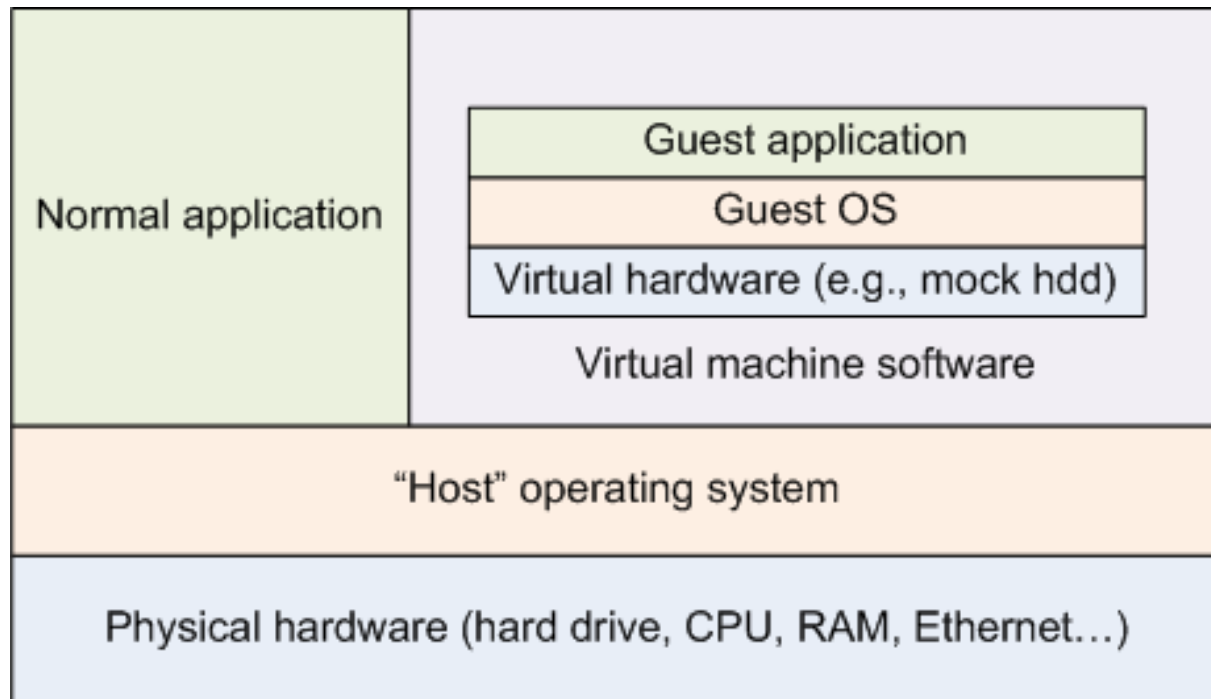 Normal application
Guest application
Guest OS
Virtual hardware (e.g., mock hdd)
Virtual machine software
“Host” operating system
Physical hardware (hard drive, CPU, RAM, Ethernet…)